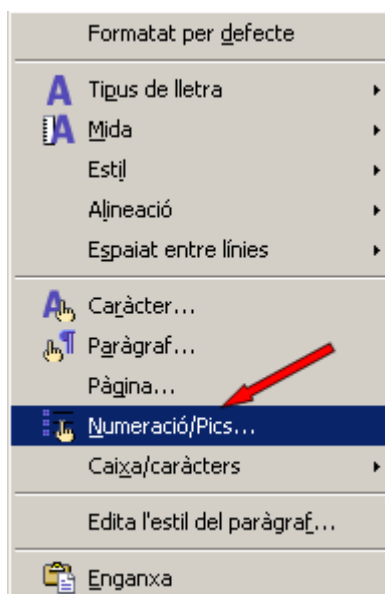 Formatat per defecte
Tipus de lletra
Mida
Estil
Alineació
Espaiat entre línies
Caràcter...
Paràgraf...
Pàgina...
Numeració/Pics...
Caixa/caràcters
Edita l'estil del paràgraf...
Enganxa